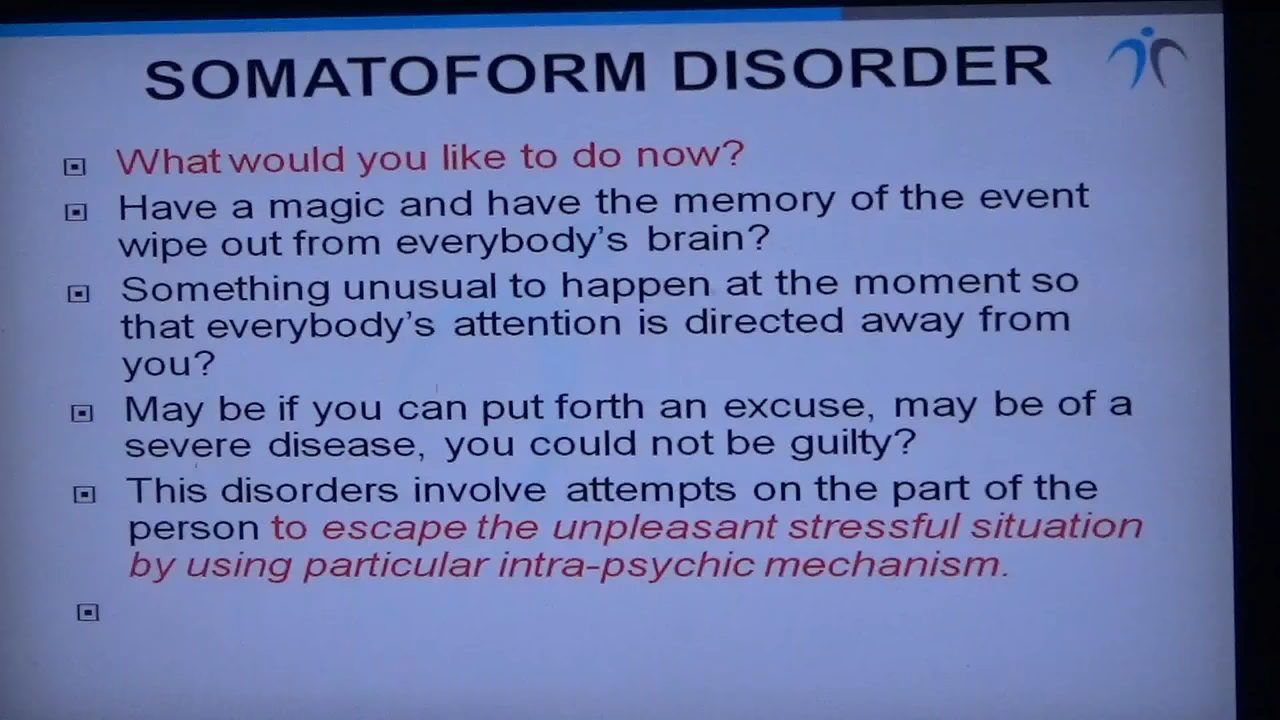 SOMATOFORM DISORDER
What would you like to do now?
Have a magic and have the memory of the event
wipe out from everybody's brain?
Something unusual to happen at the moment so
that everybody's attention is directed away from
you?
May be if you can put forth an excuse, may be of a
severe disease, you could not be guilty?
This disorders involve attempts on the part of the
person to escape the unpleasant stressful situation
by using particular intra-psychic mechanism.